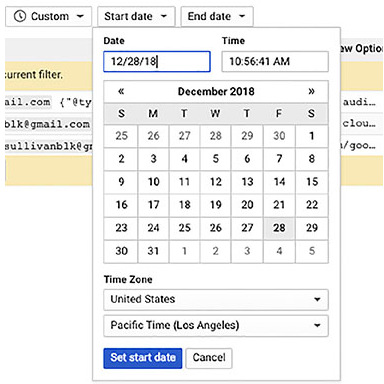 Custom Start date End date
Date Time
12/28/18 10:56:41 AM
ew Option
current filter.
« December 2018 »
S M T W T F S
25 26 27 28 29 30 1
2 3 4 5 6 7 8
9 10 11 12 13 14 15
16 17 18 19 20 21 22
23 24 25 26 27 28 29
30 31 1 2 3 4 5
ail.com {"@ty
audi…
blk@gmail.com
clou…
sullivanblk@g
/goo…
Time Zone
United States
Pacific Time (Los Angeles)
Set start date Cancel